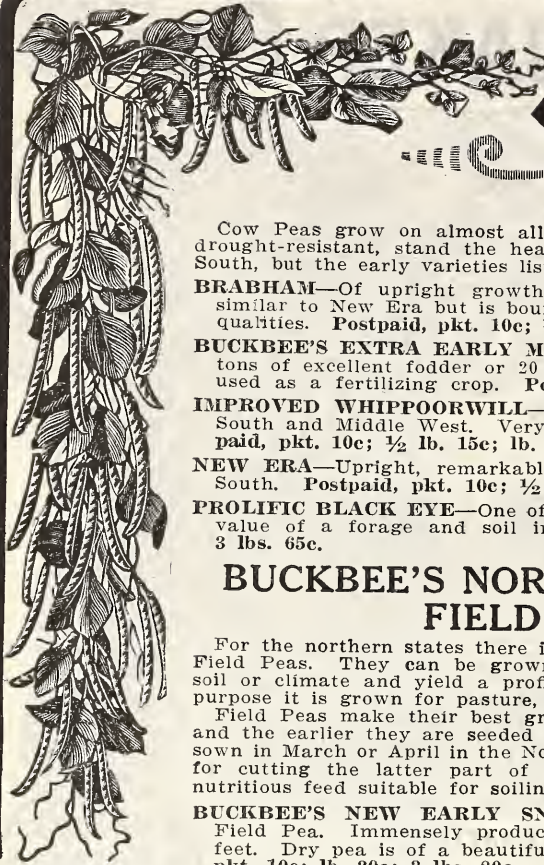 Cow Peas grow on almost all
drought-resistant, stand the hea
South, but the early varieties lis
BRABHAM—Of upright growth
similar to New Era but is bou
qualities. Postpaid, pkt. 10c;
BUCKBEE'S EXTRA EARLY M
tons of excellent fodder or 20
used as a fertilizing crop. Po
IMPROVED WHIPPOORWILL—
South and Middle West. Very
paid, pkt. 10c; ½ lb. 15c; lb.
NEW ERA—Upright, remarkabl
South. Postpaid, pkt. 10c; ½
PROLIFIC BLACK EYE—One of
value of a forage and soil in
3 lbs. 65c.
BUCKBEE'S NOR
FIELD
For the northern states there i
Field Peas. They can be grown
soil or climate and yield a prof
purpose it is grown for pasture,
Field Peas make their best gr
and the earlier they are seeded
sown in March or April in the No
for cutting the latter part of
nutritious feed suitable for soilin
BUCKBEE'S NEW EARLY SN
Field Pea. Immensely produc
feet. Dry pea is of a beautifu